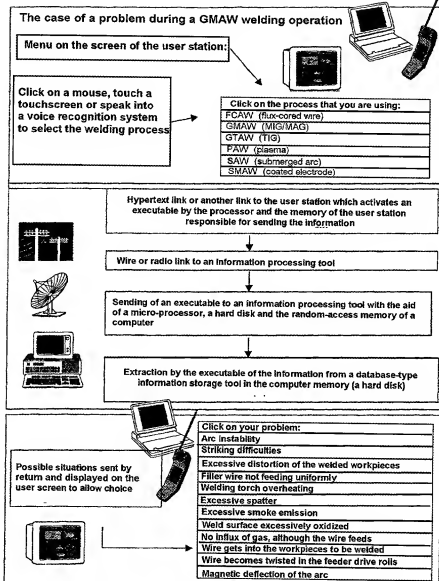 The case of a problem during a GMAW welding operation
Menu on the screen of the user station:
Click on a mouse, touch a
touchscreen or speak into
a voice recognition system
to select the welding process
Click on the process that you are using:
FCAW (flux-cored wire)
GMAW (MIG/MAG)
GTAW (TIG)
PAW (plasma)
SAW (submerged arc)
SMAW (coated electrode)
Hypertext link or another link to the user station which activates an
executable by the processor and the memory of the user station
responsible for sending the information
Wire or radio link to an information processing tool
Sending of an executable to an information processing tool with the aid
of a micro-processor, a hard disk and the random-access memory of a
computer
Extraction by the executable of the information from a database-type
information storage tool in the computer memory (a hard disk)
Possible situations sent by
return and displayed on the
user screen to allow choice
Click on your problem:
Arc instability
Striking difficulties
Excessive distortion of the welded workpieces
Filler wire not feeding uniformly
Welding torch overheating
Excessive spatter
Excessive smoke emission
Weld surface excessively oxidized
No influx of gas, although the wire feeds
Wire gets into the workpieces to be welded
Wire becomes twisted in the feeder drive rolls
Magnetic deflection of the arc